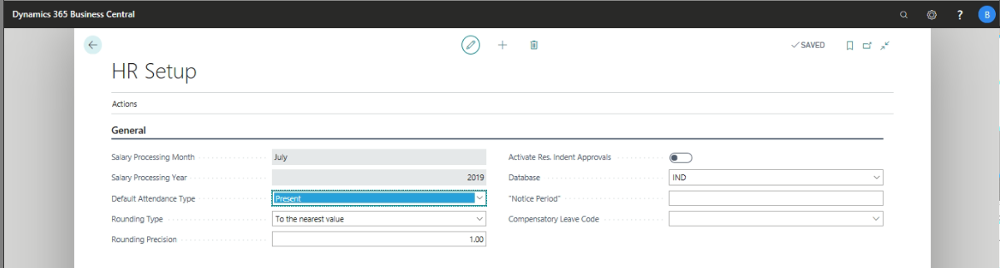 Dynamics 365 Business Central
?
B
SAVED
HR Setup
Actions
General
Salary Processing Month July
Salary Processing Year 2019
Default Attendance Type Present
Rounding Type To the nearest value
Rounding Precision 1.00
Activate Res. Indent Approvals
Database IND
"Notice Period"
Compensatory Leave Code